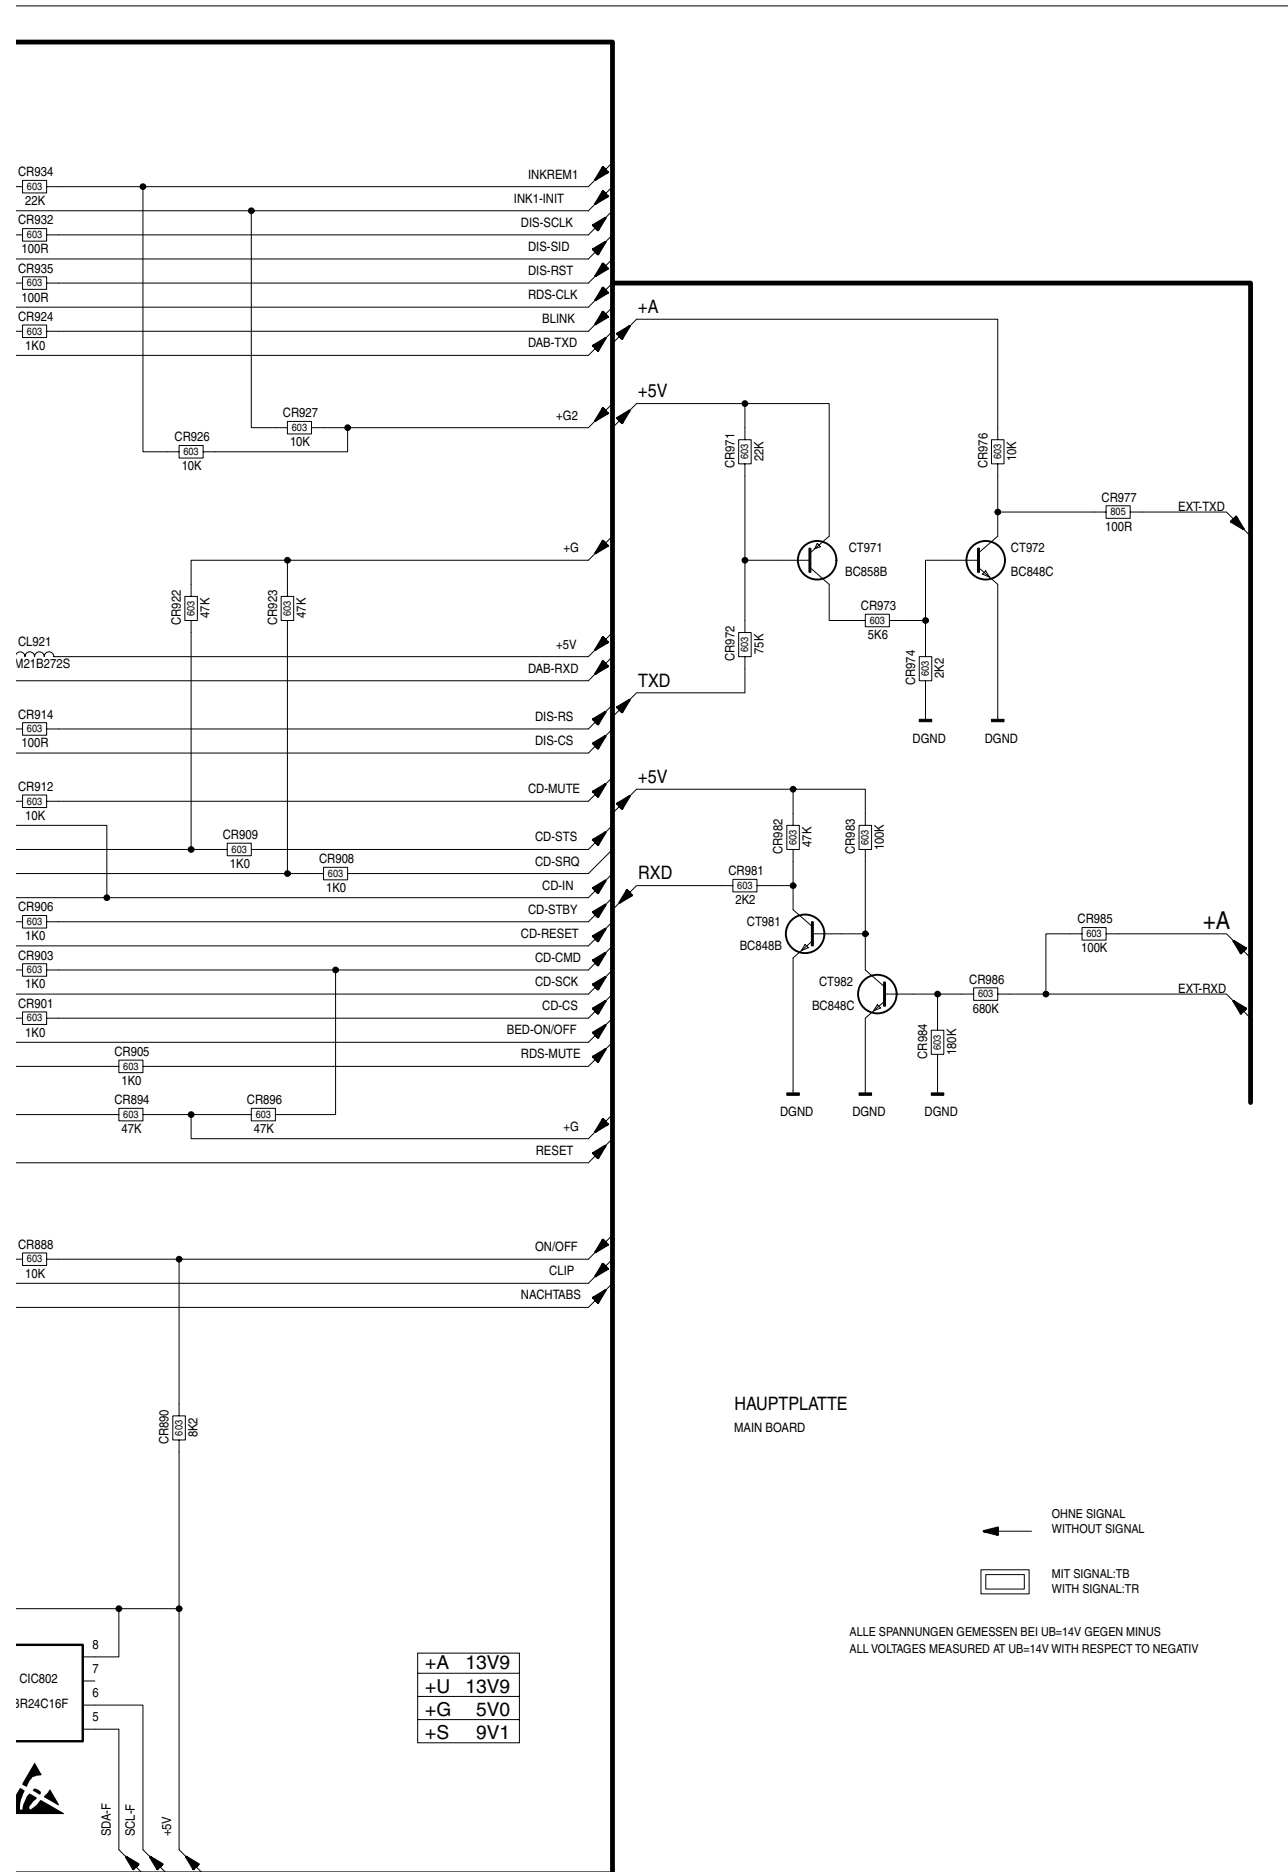 CR934
603
22K
INKREM1
INK1-INIT
CR932
603
100R
DIS-SCLK
DIS-SID
CR935
603
100R
DIS-RST
RDS-CLK
CR924
603
1K0
BLINK
DAB-TXD
CR927
603
10K
+G2
CR926
603
10K
+G
CR922
603
47K
CR923
603
47K
CL921
M21B272S
+5V
DAB-RXD
CR914
603
100R
DIS-RS
DIS-CS
CR912
603
10K
CD-MUTE
CR909
603
1K0
CD-STS
CR908
603
1K0
CD-SRQ
CD-IN
CR906
603
1K0
CD-STBY
CD-RESET
CR903
603
1K0
CD-CMD
CD-SCK
CR901
603
1K0
CD-CS
BED-ON/OFF
CR905
603
1K0
RDS-MUTE
CR894
603
47K
CR896
603
47K
+G
RESET
CR888
603
10K
ON/OFF
CLIP
NACHTABS
CR890
603
8K2
8
7
6
5
CIC802
BR24C16F
SDA-F
SCL-F
+5V
+A 13V9
+U 13V9
+G 5V0
+S 9V1
+A
+5V
CR971
603
22K
CR976
603
10K
CR977
805
100R
EXT-TXD
CT971
BC858B
CT972
BC848C
CR973
603
5K6
CR972
603
75K
CR974
603
2K2
TXD
DGND
DGND
+5V
CR982
603
47K
CR983
603
100K
RXD
CR981
603
2K2
CT981
BC848B
CR985
603
100K
+A
CT982
BC848C
CR986
603
680K
EXT-RXD
CR984
603
180K
DGND
DGND
DGND
HAUPTPLATTE
MAIN BOARD
OHNE SIGNAL
WITHOUT SIGNAL
MIT SIGNAL:TB
WITH SIGNAL:TR
ALLE SPANNUNGEN GEMESSEN BEI UB=14V GEGEN MINUS
ALL VOLTAGES MEASURED AT UB=14V WITH RESPECT TO NEGATIV